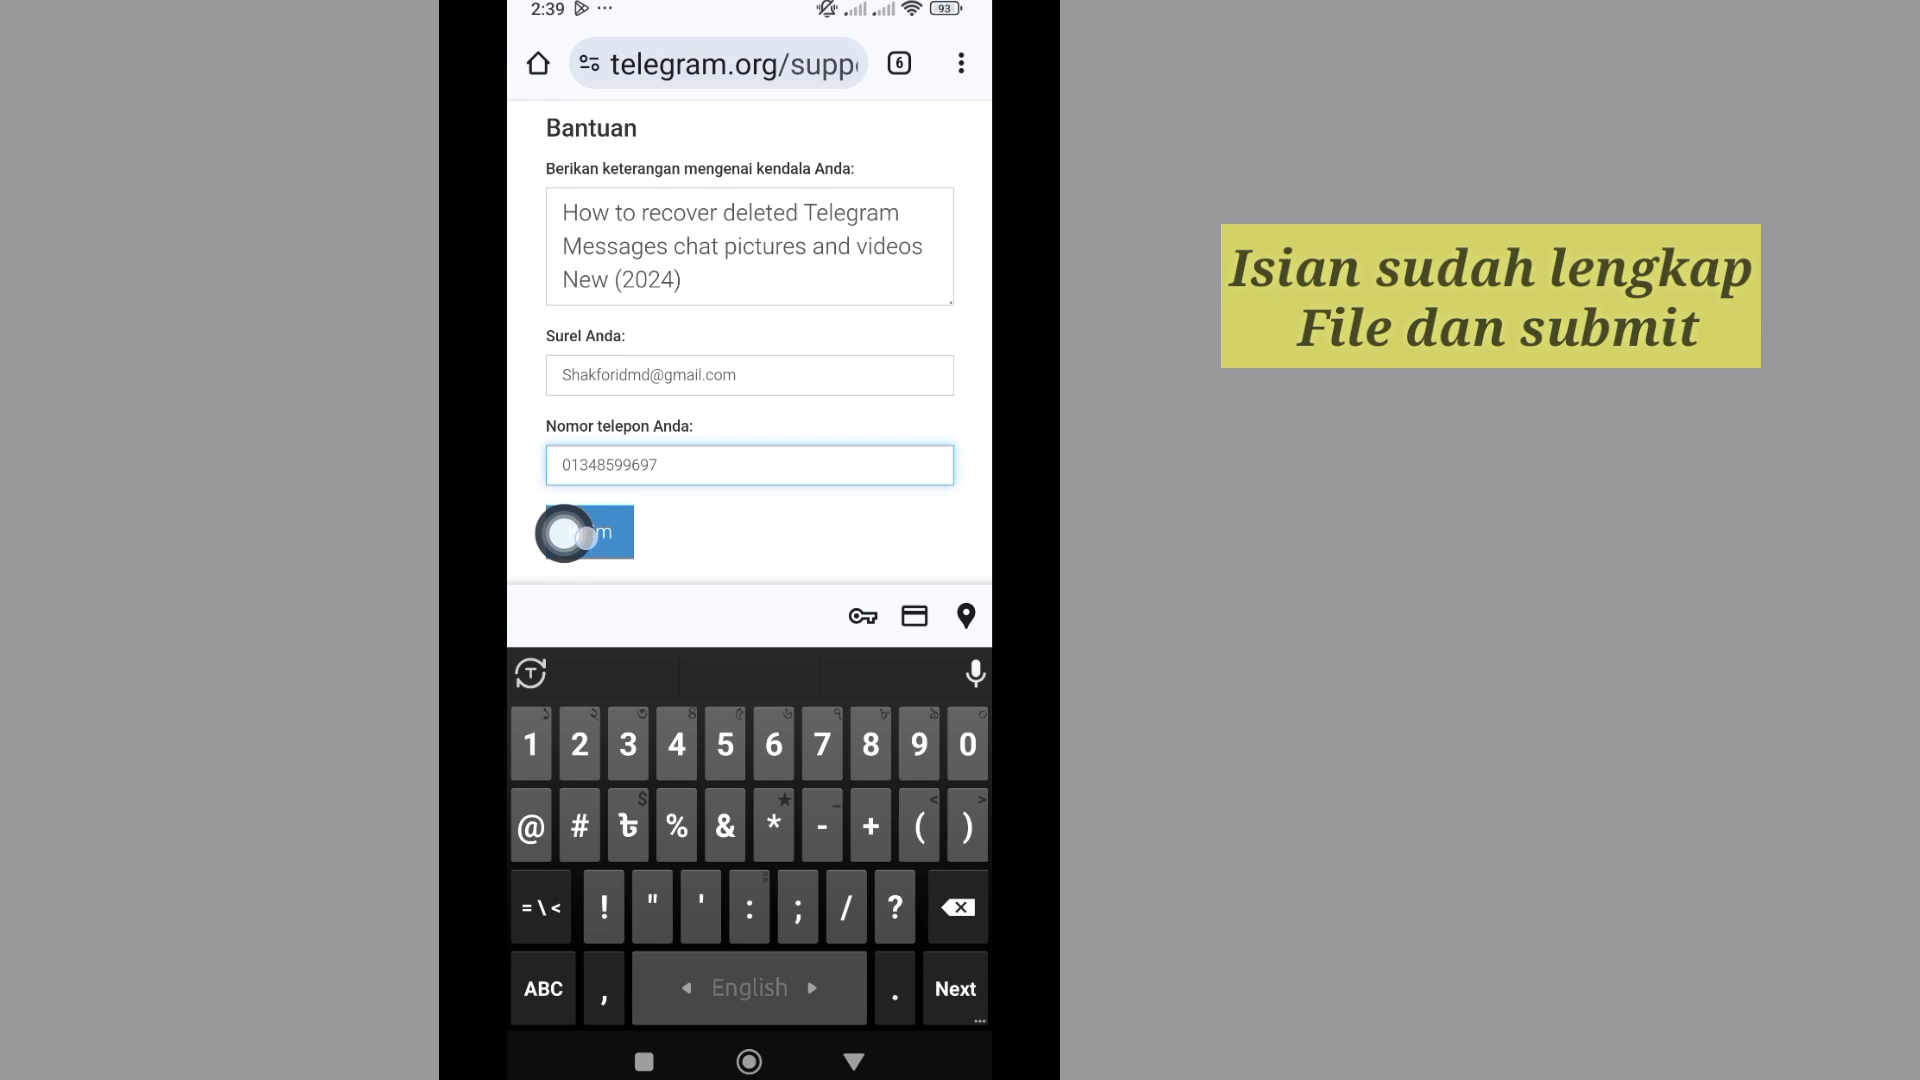 2:39
93
telegram.org/supp
6
Bantuan
Berikan keterangan mengenai kendala Anda:
How to recover deleted Telegram
Messages chat pictures and videos
New (2024)
Surel Anda:
Shakforidmd@gmail.com
Nomor telepon Anda:
01348599697
Isian sudah lengkap
File dan submit
1 2 3 4 5 6 7 8 9 0
@ # ৳ % & * - + ( )
= \ < ! " ' : ; / ?
ABC , English . Next